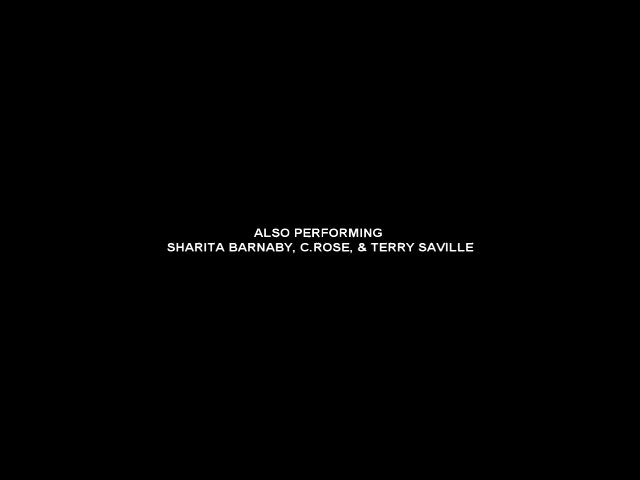 ALSO PERFORMING
SHARITA BARNABY, C.ROSE, & TERRY SAVILLE